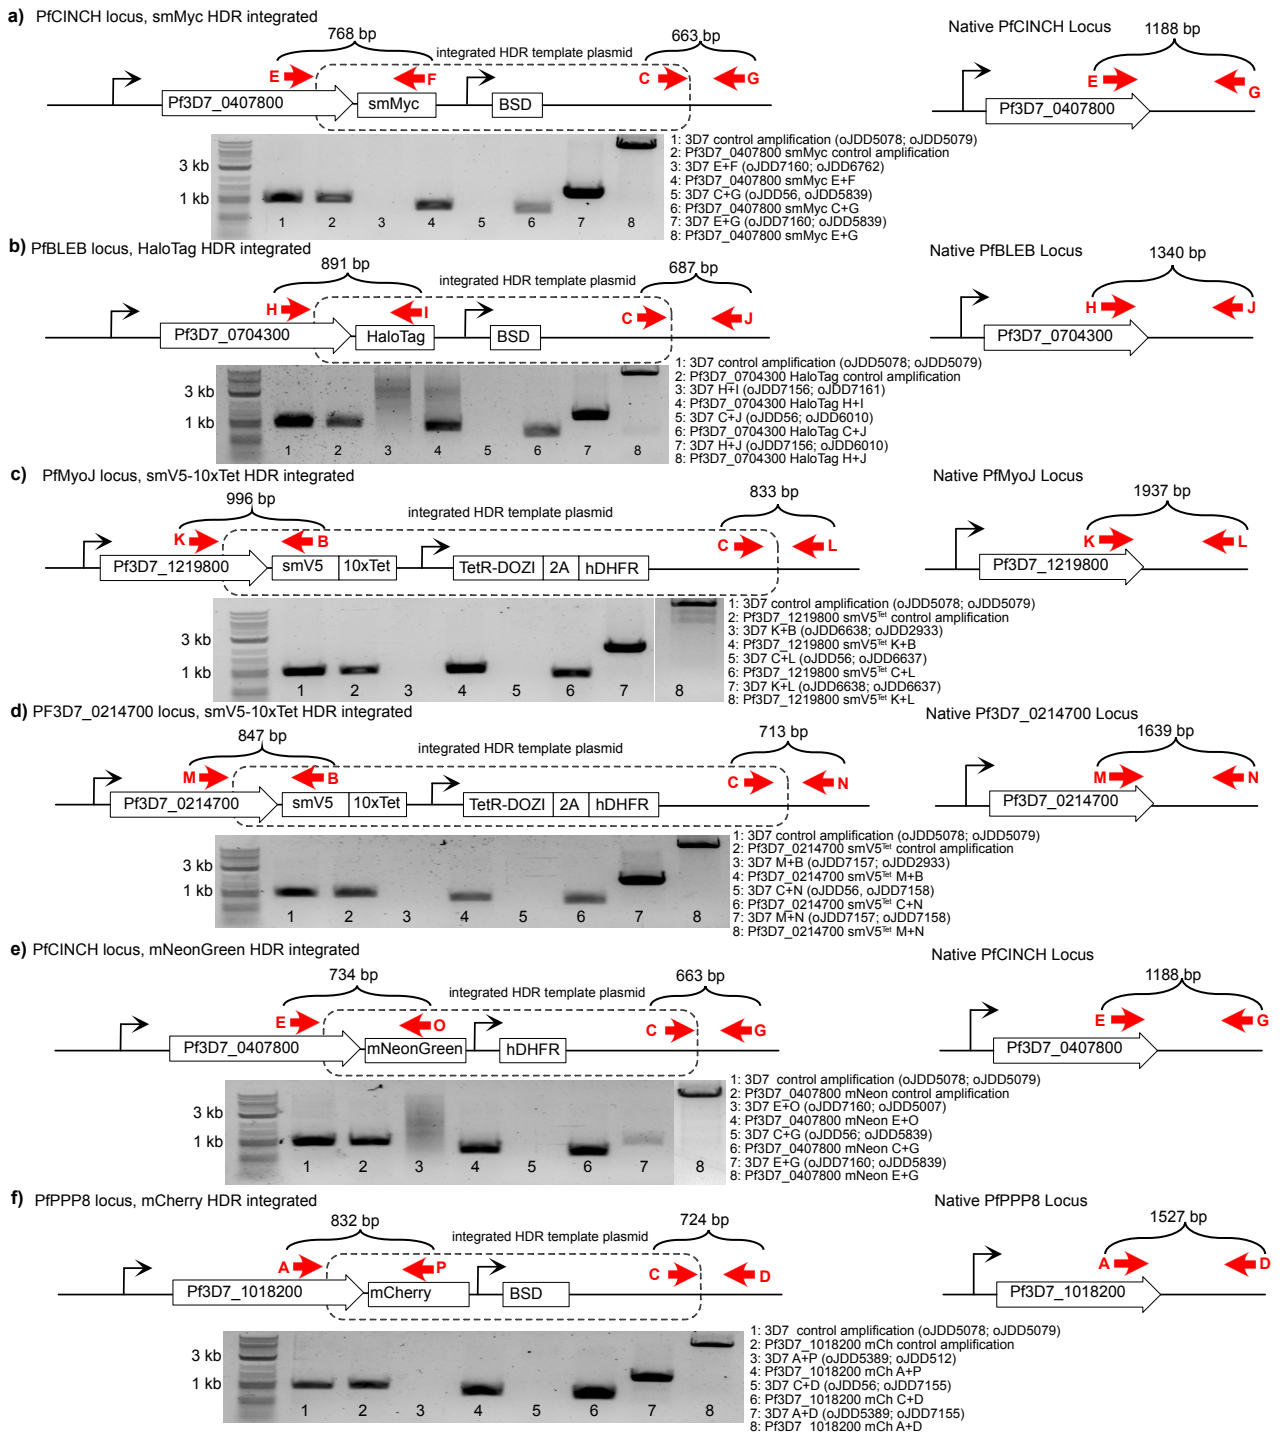 a) PfCINCH locus, smMyc HDR integrated
Native PfCINCH Locus
768 bp
integrated HDR template plasmid
663 bp
1188 bp
E
F
C
G
E
G
Pf3D7_0407800
smMyc
BSD
Pf3D7_0407800
3 kb
1 kb
1 2 3 4 5 6 7 8
1: 3D7 control amplification (oJDD5078; oJDD5079)
2: Pf3D7_0407800 smMyc control amplification
3: 3D7 E+F (oJDD7160; oJDD6762)
4: Pf3D7_0407800 smMyc E+F
5: 3D7 C+G (oJDD56, oJDD5839)
6: Pf3D7_0407800 smMyc C+G
7: 3D7 E+G (oJDD7160; oJDD5839)
8: Pf3D7_0407800 smMyc E+G
b) PfBLEB locus, HaloTag HDR integrated
Native PfBLEB Locus
891 bp
integrated HDR template plasmid
687 bp
1340 bp
H
I
C
J
H
J
Pf3D7_0704300
HaloTag
BSD
Pf3D7_0704300
3 kb
1 kb
1 2 3 4 5 6 7 8
1: 3D7 control amplification (oJDD5078; oJDD5079)
2: Pf3D7_0704300 HaloTag control amplification
3: 3D7 H+I (oJDD7156; oJDD7161)
4: Pf3D7_0704300 HaloTag H+I
5: 3D7 C+J (oJDD56; oJDD6010)
6: Pf3D7_0704300 HaloTag C+J
7: 3D7 H+J (oJDD7156; oJDD6010)
8: Pf3D7_0704300 HaloTag H+J
c) PfMyoJ locus, smV5-10xTet HDR integrated
Native PfMyoJ Locus
996 bp
integrated HDR template plasmid
833 bp
1937 bp
K
B
C
L
K
L
Pf3D7_1219800
smV5
10xTet
TetR-DOZI
2A
hDHFR
Pf3D7_1219800
3 kb
1 kb
1 2 3 4 5 6 7 8
1: 3D7 control amplification (oJDD5078; oJDD5079)
2: Pf3D7_1219800 smV5Tet control amplification
3: 3D7 K+B (oJDD6638; oJDD2933)
4: Pf3D7_1219800 smV5Tet K+B
5: 3D7 C+L (oJDD56; oJDD6637)
6: Pf3D7_1219800 smV5Tet C+L
7: 3D7 K+L (oJDD6638; oJDD6637)
8: Pf3D7_1219800 smV5Tet K+L
d) PF3D7_0214700 locus, smV5-10xTet HDR integrated
Native Pf3D7_0214700 Locus
847 bp
integrated HDR template plasmid
713 bp
1639 bp
M
B
C
N
M
N
Pf3D7_0214700
smV5
10xTet
TetR-DOZI
2A
hDHFR
Pf3D7_0214700
3 kb
1 kb
1 2 3 4 5 6 7 8
1: 3D7 control amplification (oJDD5078; oJDD5079)
2: Pf3D7_0214700 smV5Tet control amplification
3: 3D7 M+B (oJDD7157; oJDD2933)
4: Pf3D7_0214700 smV5Tet M+B
5: 3D7 C+N (oJDD56, oJDD7158)
6: Pf3D7_0214700 smV5Tet C+N
7: 3D7 M+N (oJDD7157; oJDD7158)
8: Pf3D7_0214700 smV5Tet M+N
e) PfCINCH locus, mNeonGreen HDR integrated
Native PfCINCH Locus
734 bp
integrated HDR template plasmid
663 bp
1188 bp
E
O
C
G
E
G
Pf3D7_0407800
mNeonGreen
hDHFR
Pf3D7_0407800
3 kb
1 kb
1 2 3 4 5 6 7 8
1: 3D7 control amplification (oJDD5078; oJDD5079)
2: Pf3D7_0407800 mNeon control amplification
3: 3D7 E+O (oJDD7160; oJDD5007)
4: Pf3D7_0407800 mNeon E+O
5: 3D7 C+G (oJDD56; oJDD5839)
6: Pf3D7_0407800 mNeon C+G
7: 3D7 E+G (oJDD7160; oJDD5839)
8: Pf3D7_0407800 mNeon E+G
f) PfPPP8 locus, mCherry HDR integrated
Native PfPPP8 Locus
832 bp
integrated HDR template plasmid
724 bp
1527 bp
A
P
C
D
A
D
Pf3D7_1018200
mCherry
BSD
Pf3D7_1018200
3 kb
1 kb
1 2 3 4 5 6 7 8
1: 3D7 control amplification (oJDD5078; oJDD5079)
2: Pf3D7_1018200 mCh control amplification
3: 3D7 A+P (oJDD5389; oJDD512)
4: Pf3D7_1018200 mCh A+P
5: 3D7 C+D (oJDD56; oJDD7155)
6: Pf3D7_1018200 mCh C+D
7: 3D7 A+D (oJDD5389; oJDD7155)
8: Pf3D7_1018200 mCh A+D